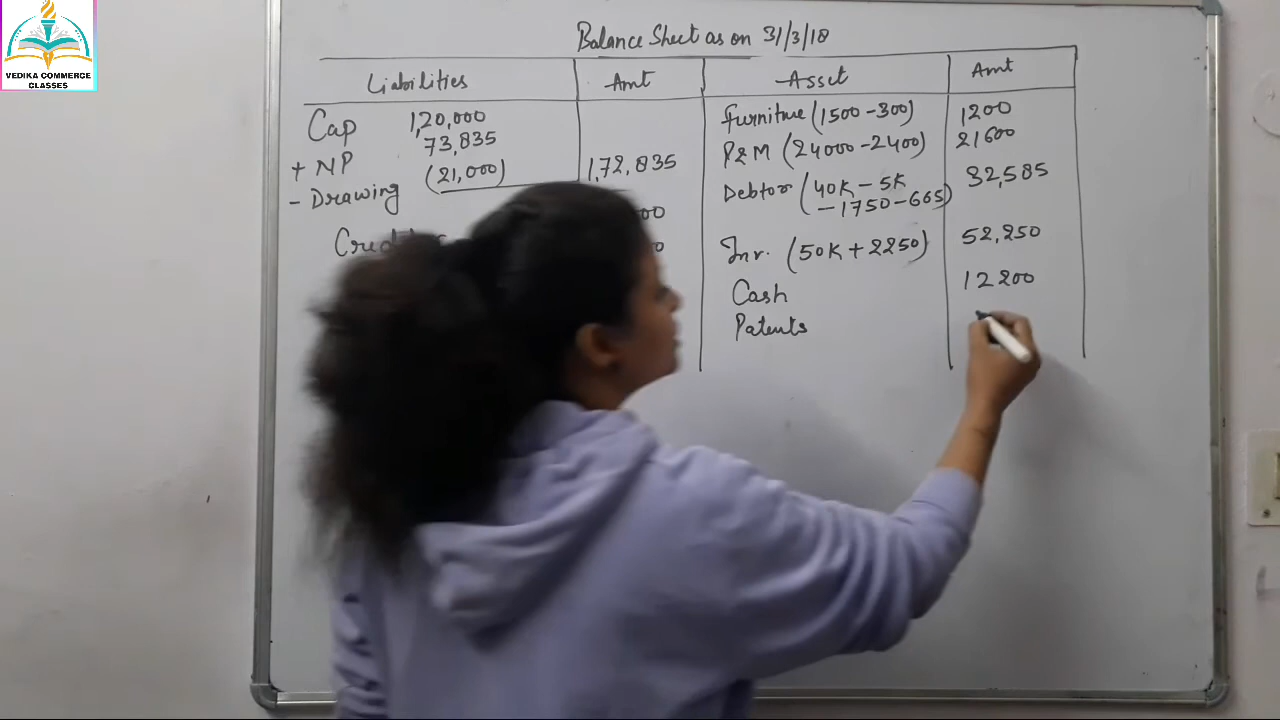 VEDIKA COMMERCE
CLASSES
Balance Sheet as on 31/3/18
Liabilities Amt Asset Amt
Cap 1,20,000
+ NP 73,835
- Drawing (21,000) 1,72,835
Furniture (1500-300) 1200
P&M (24000-2400) 21600
Debtor (40K - 5K - 1750-665) 32,585
Inv. (50K + 2250) 52,250
Cash 12200
Patents